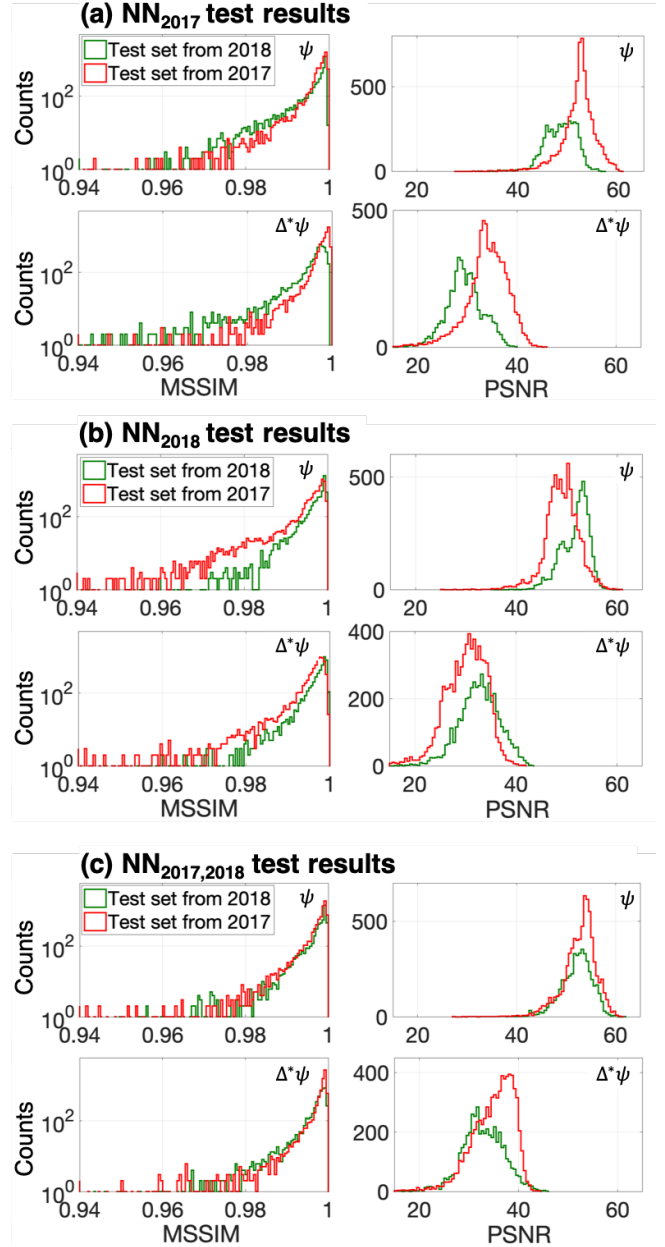 (a) NN2017 test results
Counts
10^2
10^0
Test set from 2018
Test set from 2017
ψ
0.94 0.96 0.98 1
800
500
0
ψ
20 40 60
Counts
10^2
10^0
Δ*ψ
0.94 0.96 0.98 1
MSSIM
500
0
Δ*ψ
20 40 60
PSNR
(b) NN2018 test results
Counts
10^2
10^0
Test set from 2018
Test set from 2017
ψ
0.94 0.96 0.98 1
500
0
ψ
20 40 60
Counts
10^2
10^0
Δ*ψ
0.94 0.96 0.98 1
MSSIM
400
200
0
Δ*ψ
20 40 60
PSNR
(c) NN2017,2018 test results
Counts
10^2
10^0
Test set from 2018
Test set from 2017
ψ
0.94 0.96 0.98 1
500
0
ψ
20 40 60
Counts
10^2
10^0
Δ*ψ
0.94 0.96 0.98 1
MSSIM
400
200
0
Δ*ψ
20 40 60
PSNR